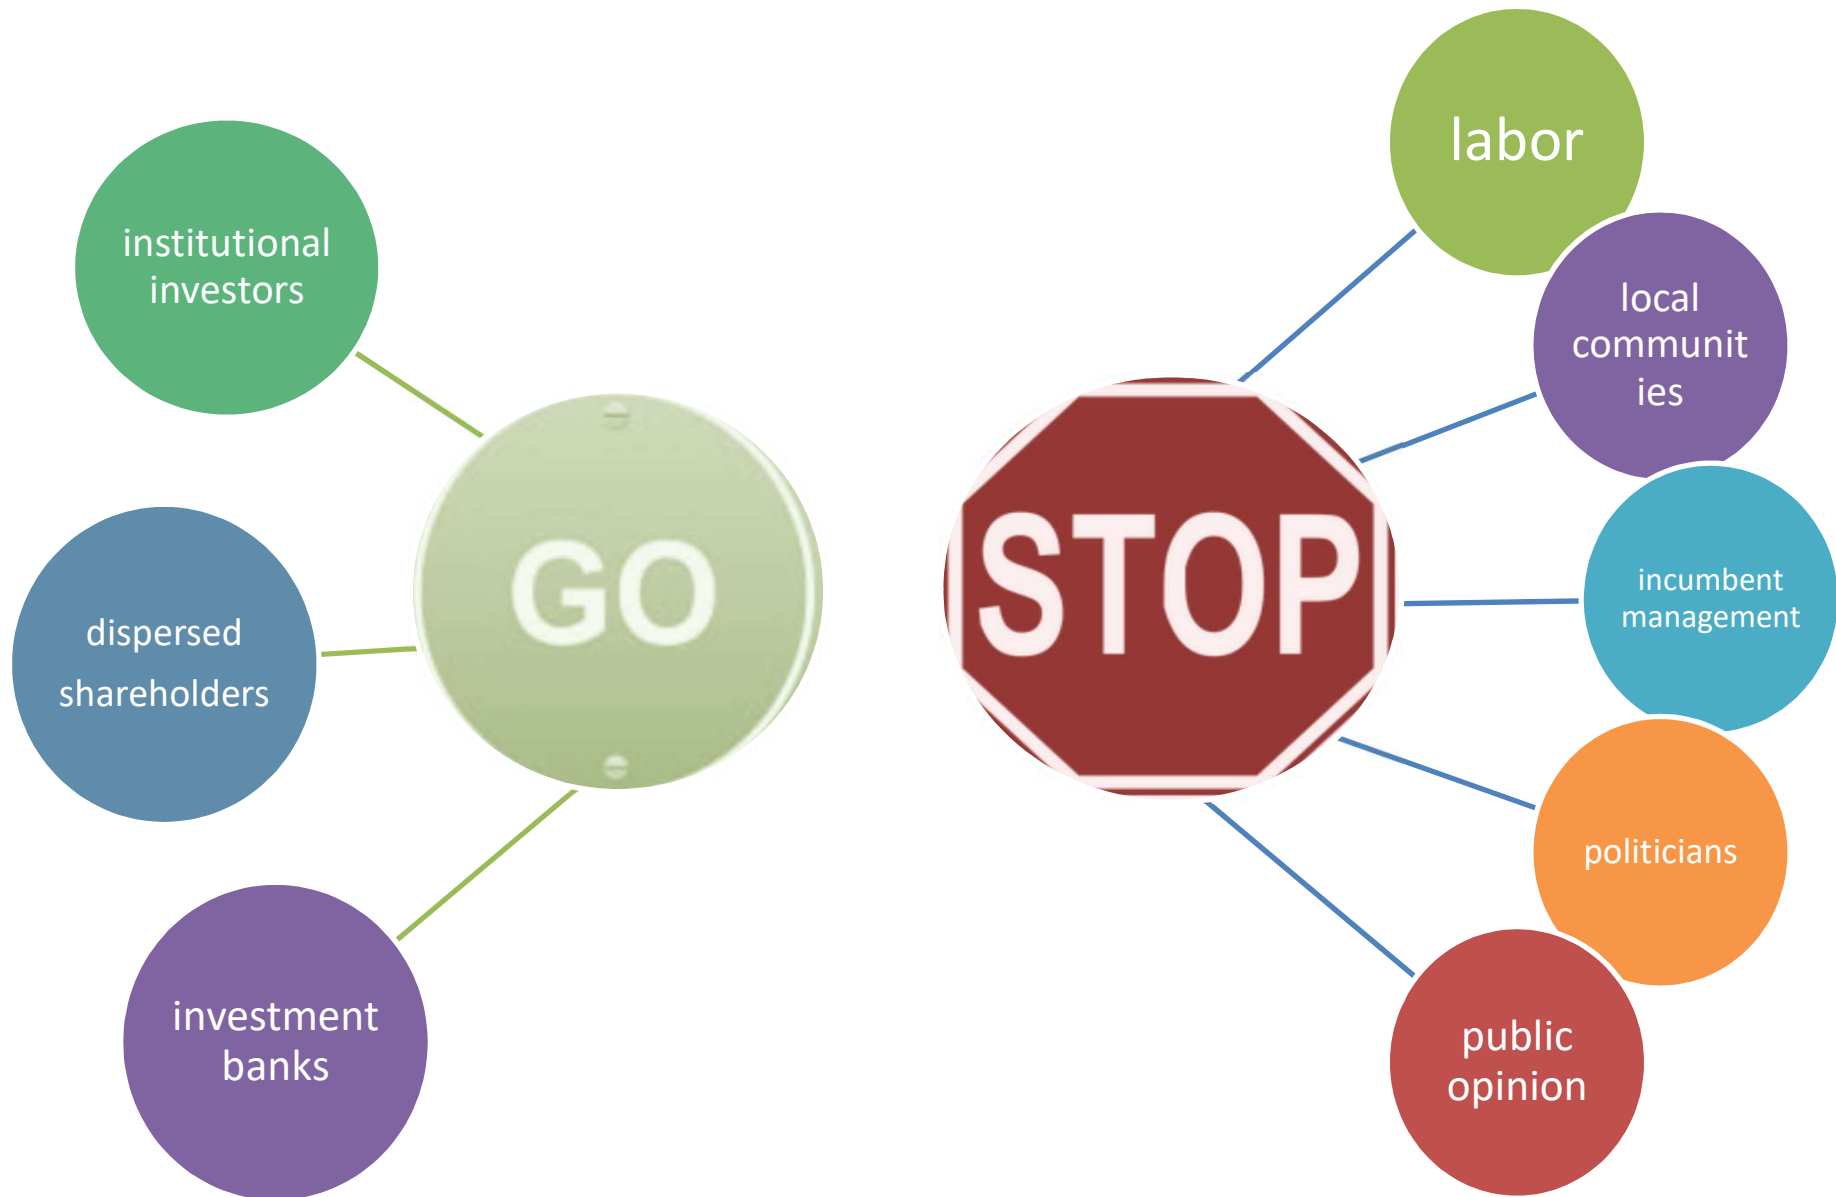 institutional
investors
dispersed
shareholders
investment
banks
GO
STOP
labor
local
communit
ies
incumbent
management
politicians
public
opinion